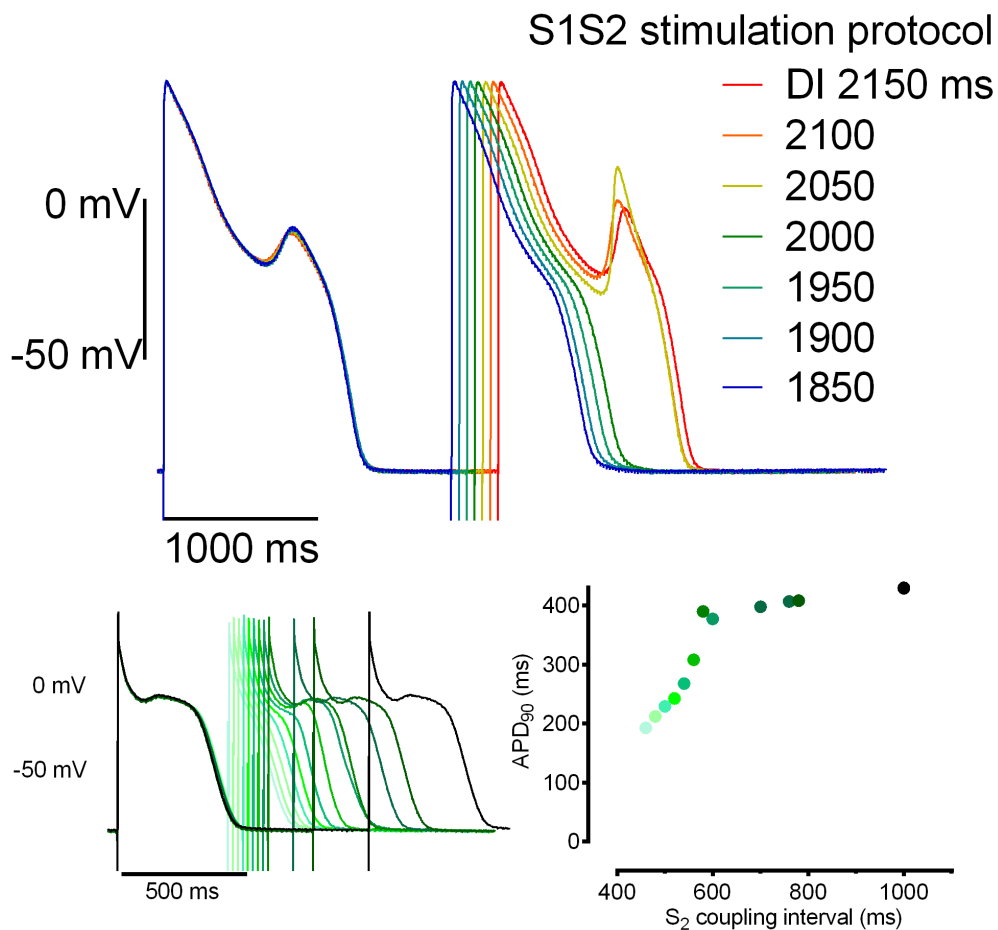 S1S2 stimulation protocol
DI 2150 ms
2100
2050
2000
1950
1900
1850
0 mV
-50 mV
1000 ms
0 mV
-50 mV
500 ms
APD90 (ms)
400
300
200
100
0
400 600 800 1000
S2 coupling interval (ms)